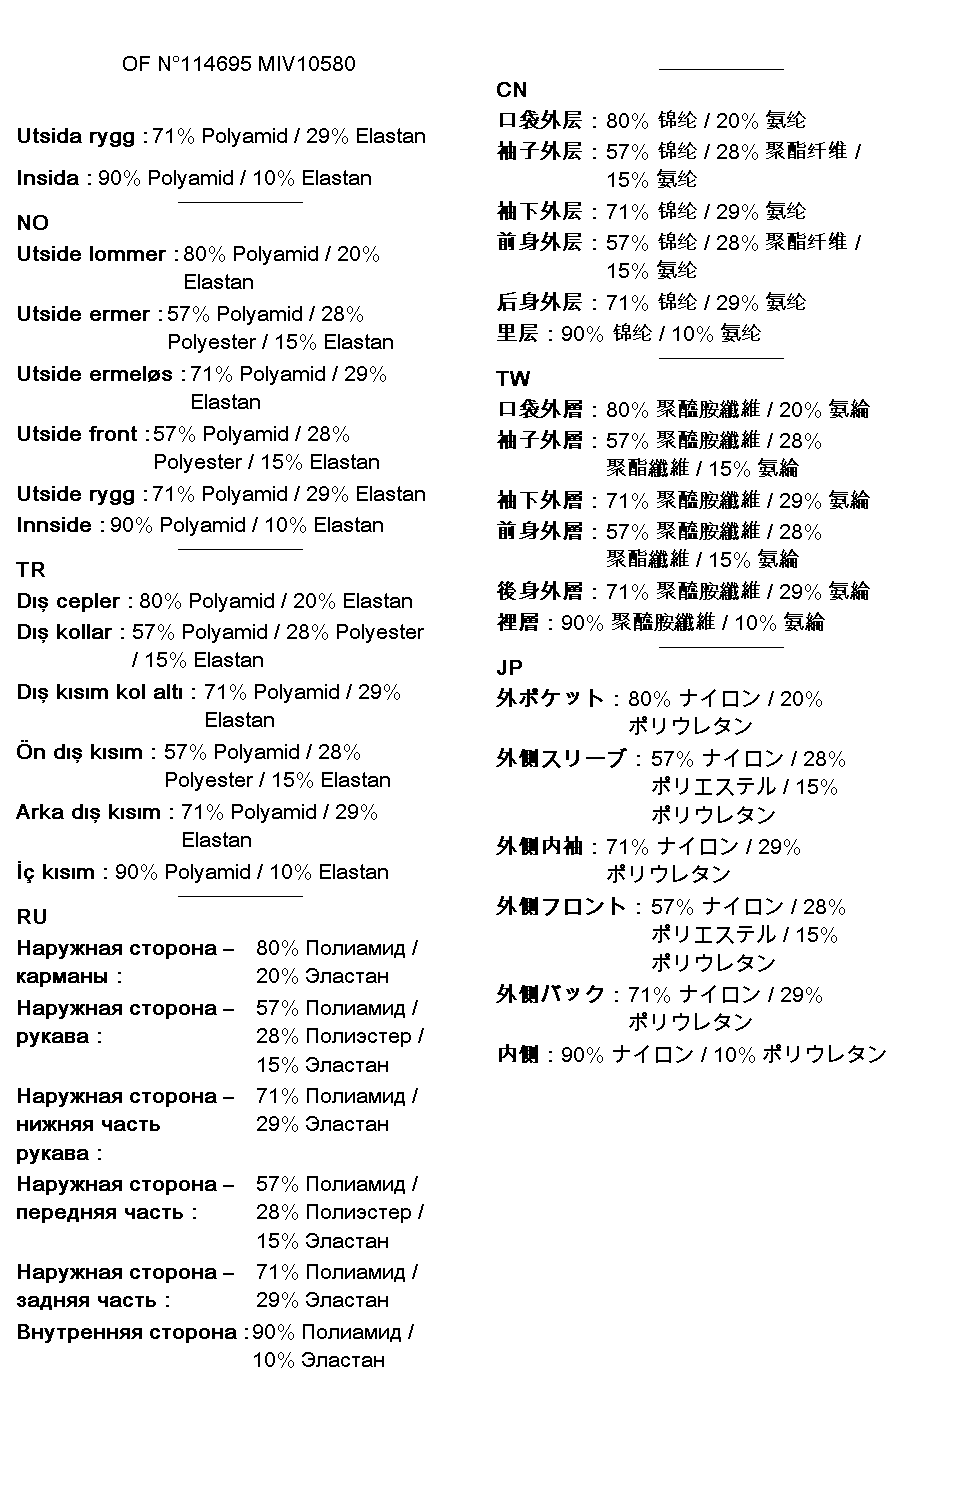 OF N°114695 MIV10580
Utsida rygg : 71% Polyamid / 29% Elastan
Insida : 90% Polyamid / 10% Elastan
NO
Utside lommer : 80% Polyamid / 20%
Elastan
Utside ermer : 57% Polyamid / 28%
Polyester / 15% Elastan
Utside ermeløs : 71% Polyamid / 29%
Elastan
Utside front : 57% Polyamid / 28%
Polyester / 15% Elastan
Utside rygg : 71% Polyamid / 29% Elastan
Innside : 90% Polyamid / 10% Elastan
TR
Dış cepler : 80% Polyamid / 20% Elastan
Dış kollar : 57% Polyamid / 28% Polyester
/ 15% Elastan
Dış kısım kol altı : 71% Polyamid / 29%
Elastan
Ön dış kısım : 57% Polyamid / 28%
Polyester / 15% Elastan
Arka dış kısım : 71% Polyamid / 29%
Elastan
İç kısım : 90% Polyamid / 10% Elastan
RU
Наружная сторона – 80% Полиамид /
карманы : 20% Эластан
Наружная сторона – 57% Полиамид /
рукава : 28% Полиэстер /
15% Эластан
Наружная сторона – 71% Полиамид /
нижняя часть 29% Эластан
рукава :
Наружная сторона – 57% Полиамид /
передняя часть : 28% Полиэстер /
15% Эластан
Наружная сторона – 71% Полиамид /
задняя часть : 29% Эластан
Внутренняя сторона : 90% Полиамид /
10% Эластан
CN
口袋外层 : 80% 锦纶 / 20% 氨纶
袖子外层 : 57% 锦纶 / 28% 聚酯纤维 /
15% 氨纶
袖下外层 : 71% 锦纶 / 29% 氨纶
前身外层 : 57% 锦纶 / 28% 聚酯纤维 /
15% 氨纶
后身外层 : 71% 锦纶 / 29% 氨纶
里层 : 90% 锦纶 / 10% 氨纶
TW
口袋外層 : 80% 聚醯胺纖維 / 20% 氨綸
袖子外層 : 57% 聚醯胺纖維 / 28%
聚酯纖維 / 15% 氨綸
袖下外層 : 71% 聚醯胺纖維 / 29% 氨綸
前身外層 : 57% 聚醯胺纖維 / 28%
聚酯纖維 / 15% 氨綸
後身外層 : 71% 聚醯胺纖維 / 29% 氨綸
裡層 : 90% 聚醯胺纖維 / 10% 氨綸
JP
外ポケット : 80% ナイロン / 20%
ポリウレタン
外側スリーブ : 57% ナイロン / 28%
ポリエステル / 15%
ポリウレタン
外側内袖 : 71% ナイロン / 29%
ポリウレタン
外側フロント : 57% ナイロン / 28%
ポリエステル / 15%
ポリウレタン
外側バック : 71% ナイロン / 29%
ポリウレタン
内側 : 90% ナイロン / 10% ポリウレタン